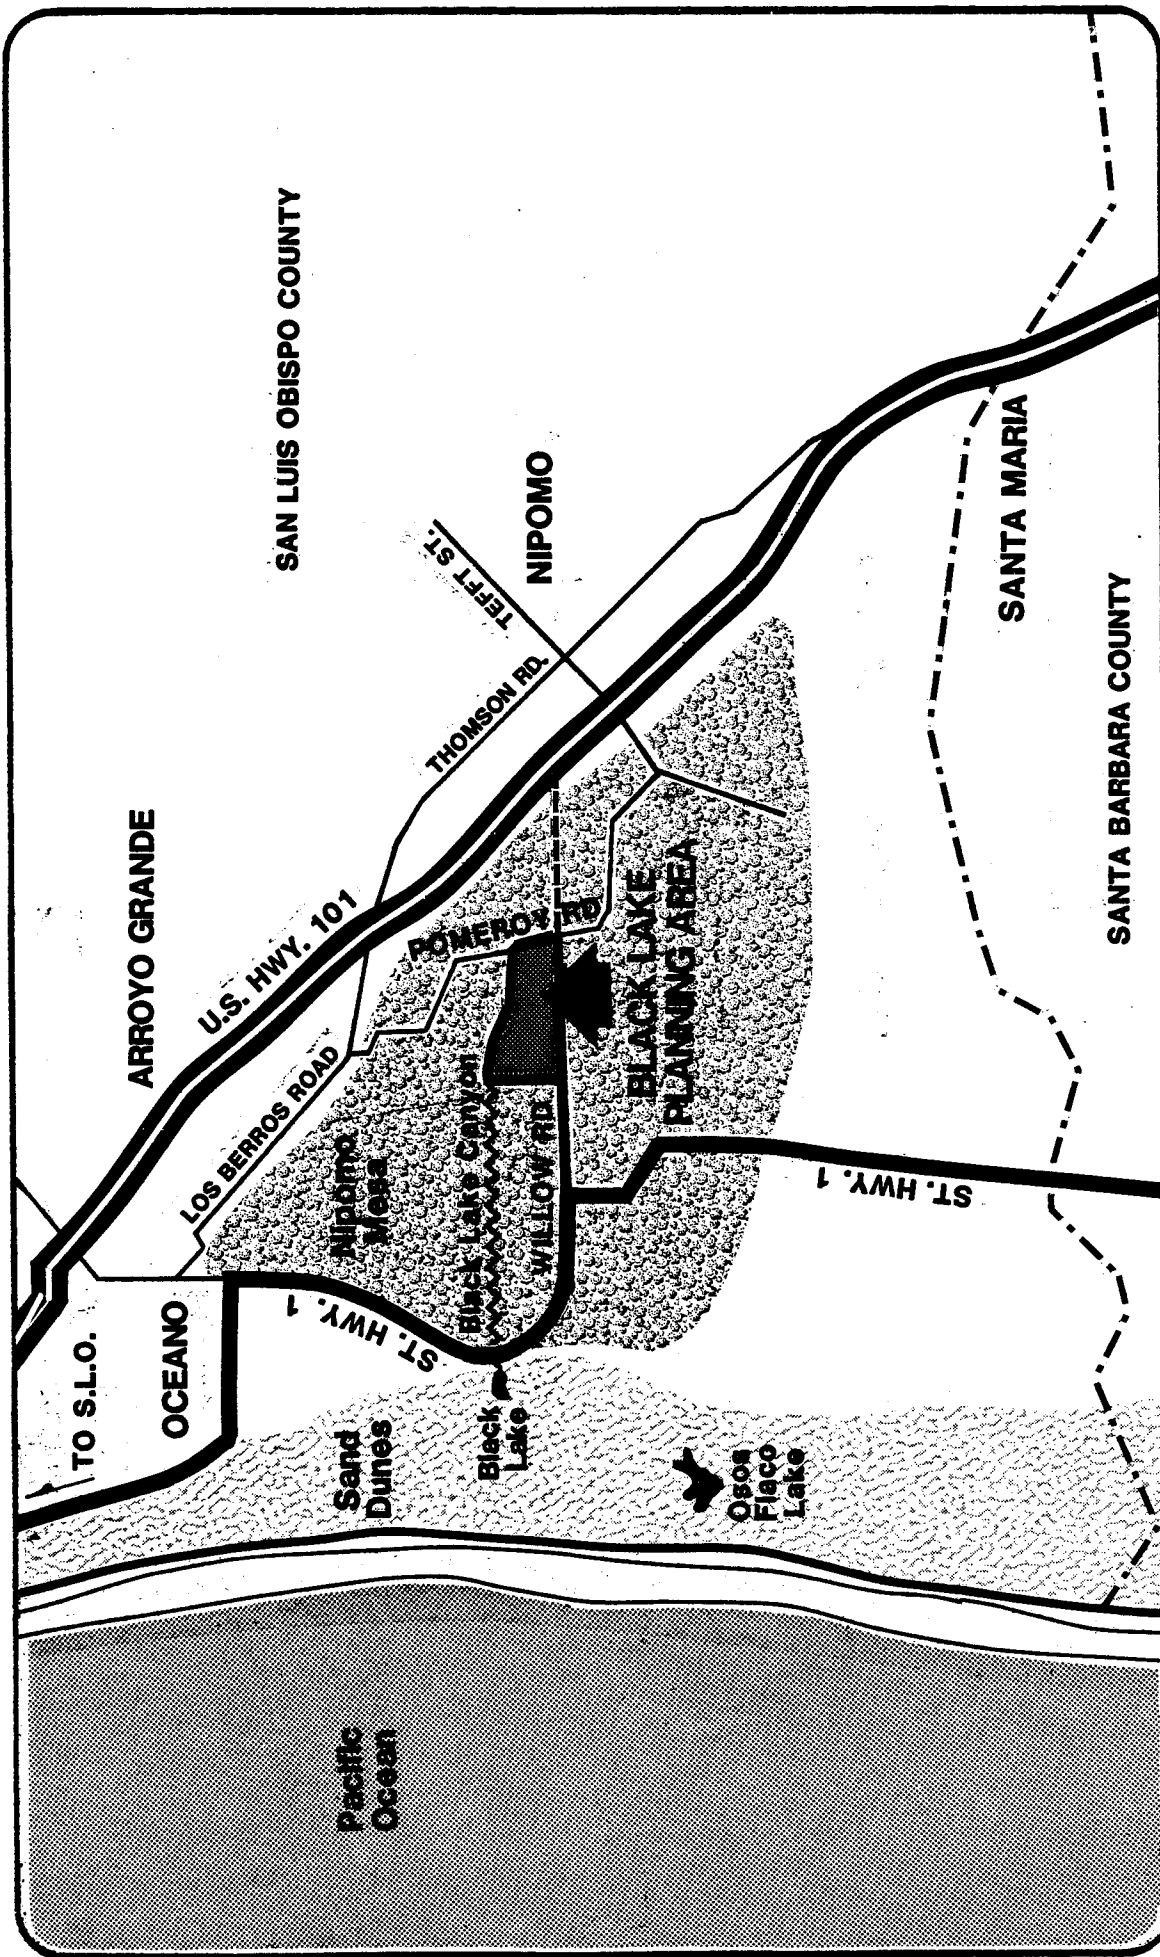 TO S.L.O.
ARROYO GRANDE
OCEANO
U.S. HWY. 101
LOS BERROS ROAD
SAN LUIS OBISPO COUNTY
ST. HWY. 1
Nipomo
Mesa
Sand
Dunes
Pacific
Ocean
THOMSON RD.
TEFFT ST.
NIPOMO
POMEROY RD
Black Lake Canyon
Black
Lake
WILLOW RD
BLACK LAKE
PLANNING AREA
Osos
Flaco
Lake
ST. HWY. 1
SANTA MARIA
SANTA BARBARA COUNTY